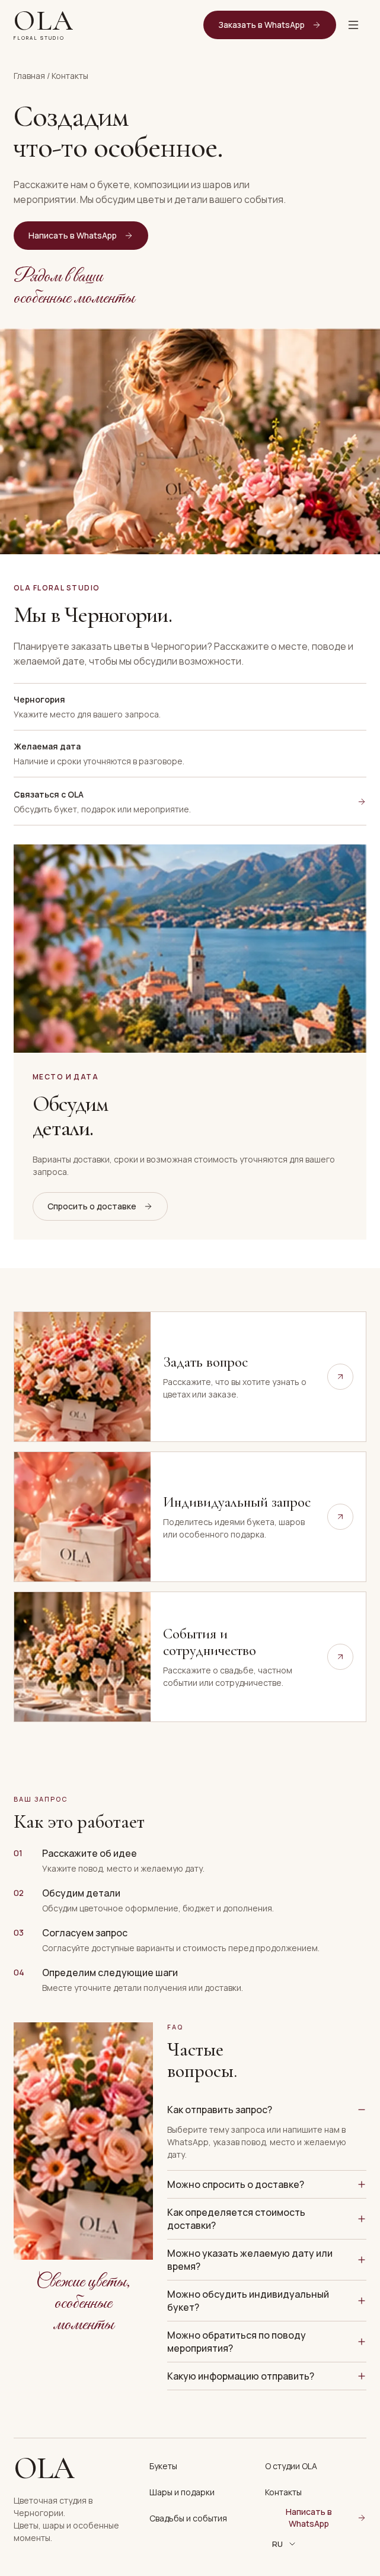 OLA
FLORAL STUDIO
Заказать в WhatsApp
Главная / Контакты
Создадим
что-то особенное.
Расскажите нам о букете, композиции из шаров или
мероприятии. Мы обсудим цветы и детали вашего события.
Написать в WhatsApp
Рядом в ваши
особенные моменты
OLA
OLA FLORAL STUDIO
Мы в Черногории.
Планируете заказать цветы в Черногории? Расскажите о месте, поводе и
желаемой дате, чтобы мы обсудили возможности.
Черногория
Укажите место для вашего запроса.
Желаемая дата
Наличие и сроки уточняются в разговоре.
Связаться с OLA
Обсудить букет, подарок или мероприятие.
МЕСТО И ДАТА
Обсудим
детали.
Варианты доставки, сроки и возможная стоимость уточняются для вашего
запроса.
Спросить о доставке
OLA
Задать вопрос
Расскажите, что вы хотите узнать о
цветах или заказе.
OLA
Индивидуальный запрос
Поделитесь идеями букета, шаров
или особенного подарка.
События и
сотрудничество
Расскажите о свадьбе, частном
событии или сотрудничестве.
ВАШ ЗАПРОС
Как это работает
01 Расскажите об идее
Укажите повод, место и желаемую дату.
02 Обсудим детали
Обсудим цветочное оформление, бюджет и дополнения.
03 Согласуем запрос
Согласуйте доступные варианты и стоимость перед продолжением.
04 Определим следующие шаги
Вместе уточните детали получения или доставки.
OLA
Свежие цветы,
особенные
моменты
FAQ
Частые
вопросы.
Как отправить запрос?
Выберите тему запроса или напишите нам в
WhatsApp, указав повод, место и желаемую
дату.
Можно спросить о доставке?
Как определяется стоимость
доставки?
Можно указать желаемую дату или
время?
Можно обсудить индивидуальный
букет?
Можно обратиться по поводу
мероприятия?
Какую информацию отправить?
OLA
Цветочная студия в
Черногории.
Цветы, шары и особенные
моменты.
Букеты
Шары и подарки
Свадьбы и события
О студии OLA
Контакты
Написать в
WhatsApp
RU